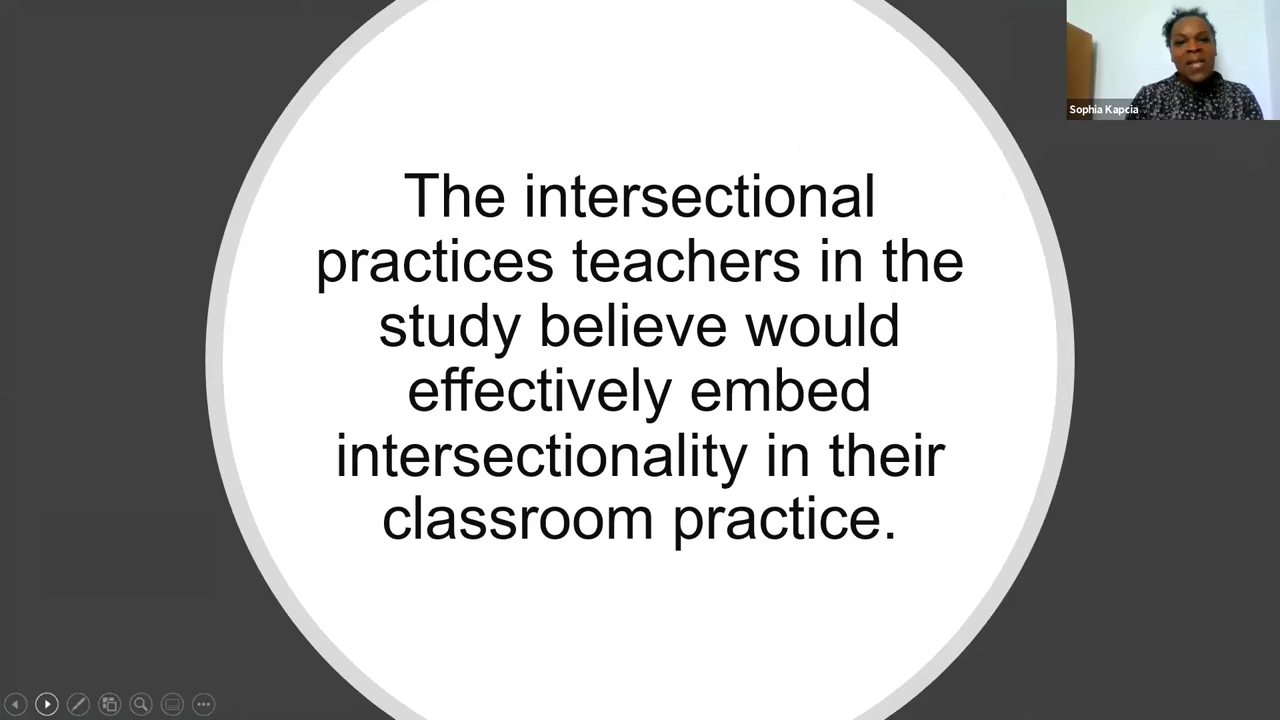 Sophia Kapcia
The intersectional
practices teachers in the
study believe would
effectively embed
intersectionality in their
classroom practice.